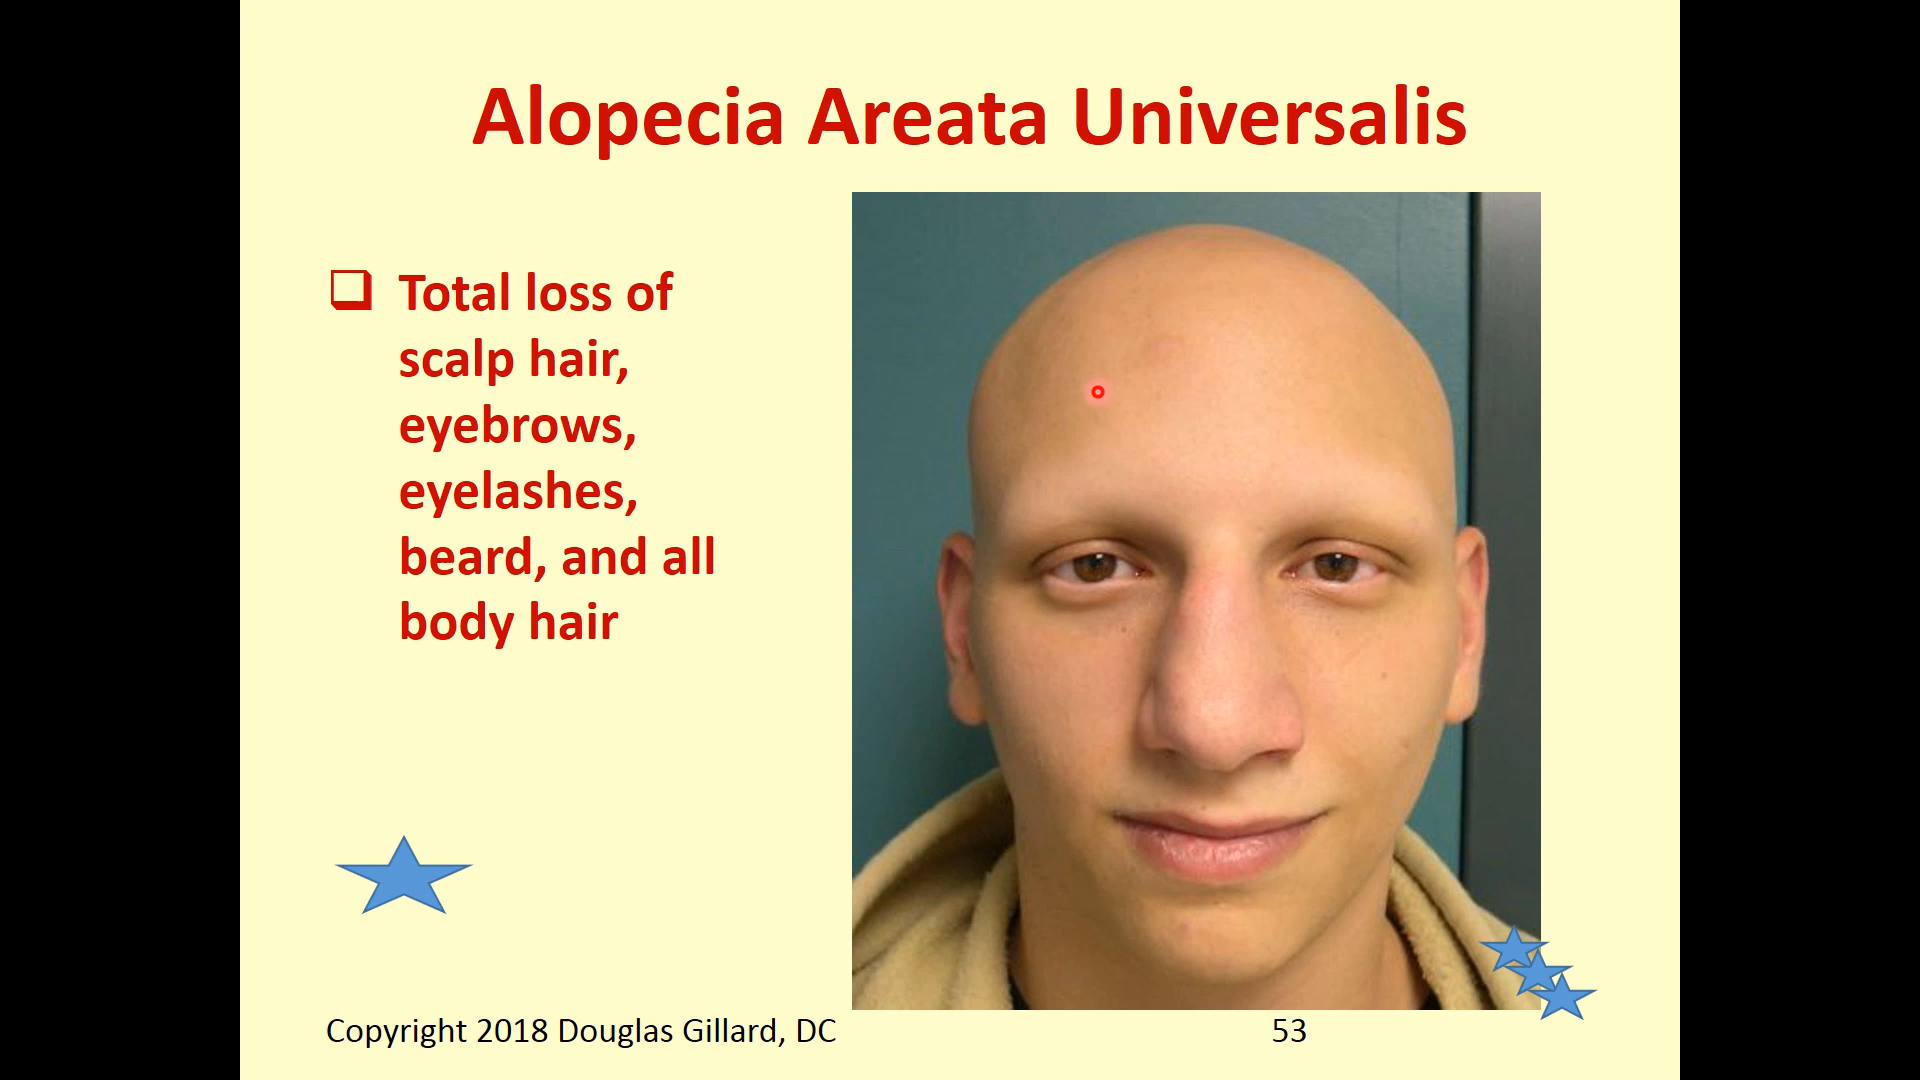 Alopecia Areata Universalis
Total loss of
scalp hair,
eyebrows,
eyelashes,
beard, and all
body hair
Copyright 2018 Douglas Gillard, DC
53